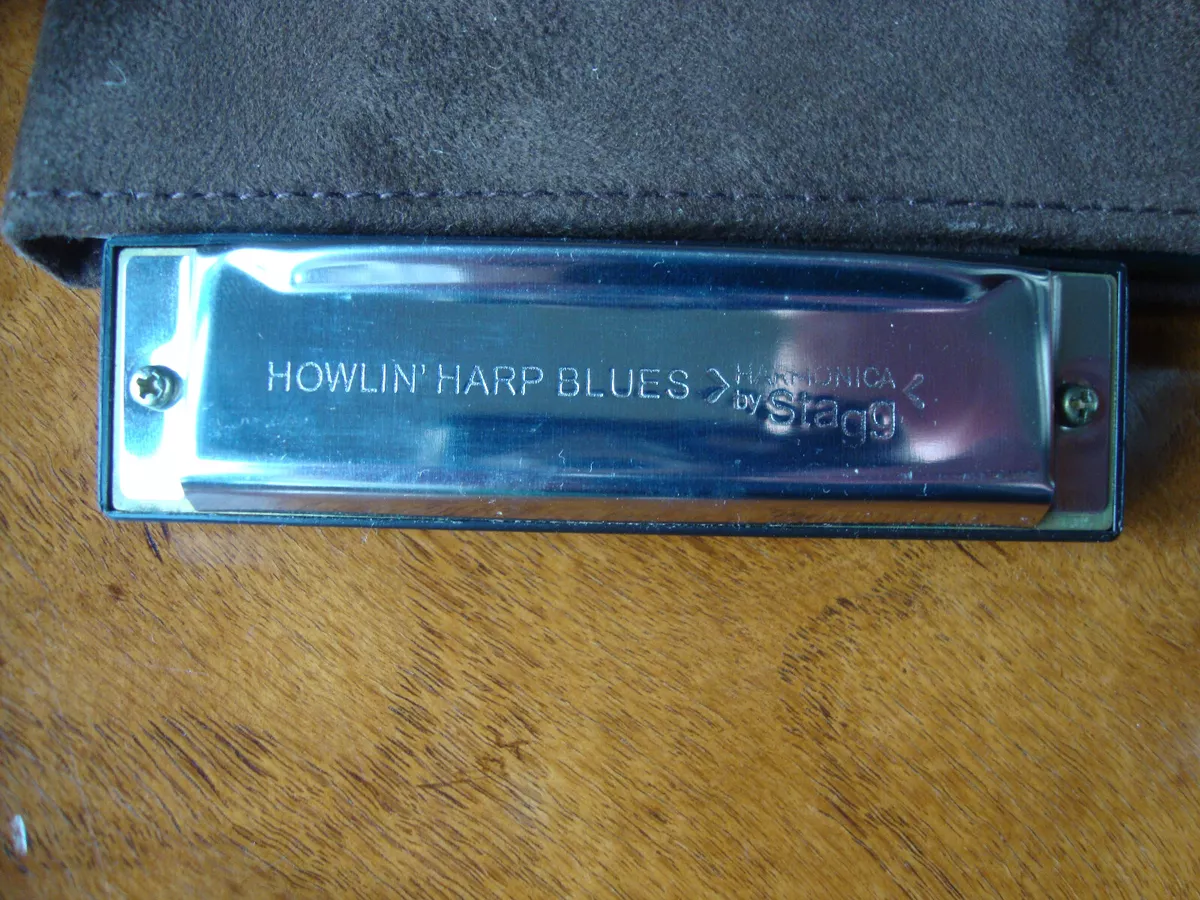 HOWLIN' HARP BLUES
HARMONICA
by Stagg